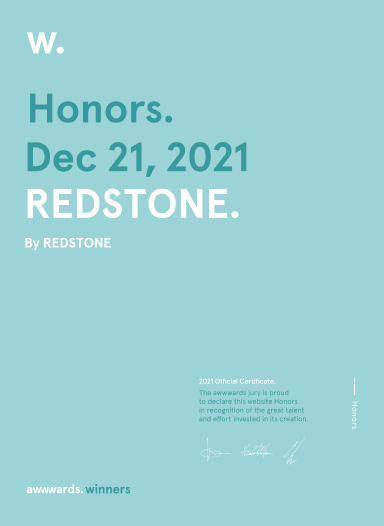 w.
Honors.
Dec 21, 2021
REDSTONE.
By REDSTONE
2021 Official Certificate.
The awwwards jury is proud
to declare this website Honors
in recognition of the great talent
and effort invested in its creation.
Honors
awwwards.winners